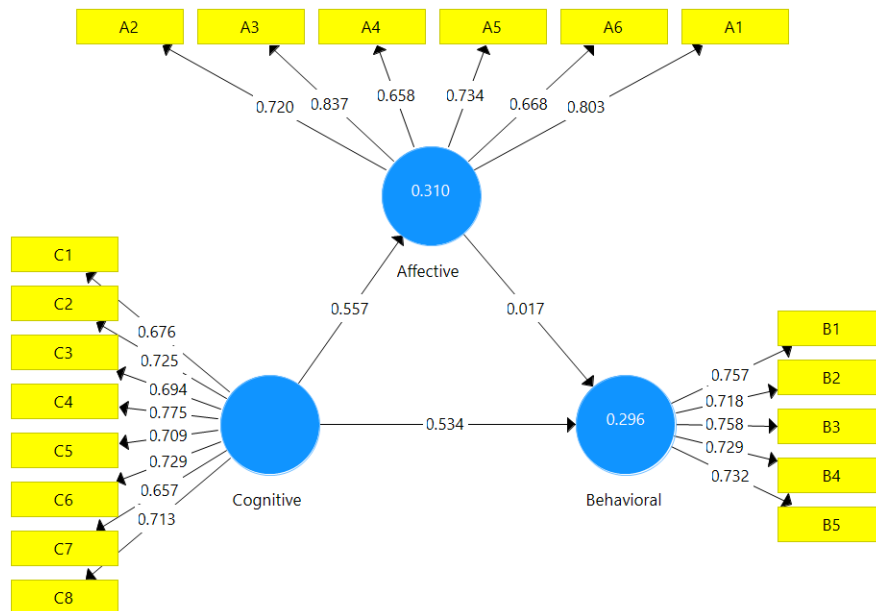 A2 A3 A4 A5 A6 A1
0.720 0.837 0.658 0.734 0.668 0.803
0.310
Affective
C1
C2
C3
C4
C5
C6
C7
C8
0.676
0.725
0.694
0.775
0.709
0.729
0.657
0.713
0.557
0.017
0.534
Cognitive
0.296
Behavioral
0.757
0.718
0.758
0.729
0.732
B1
B2
B3
B4
B5